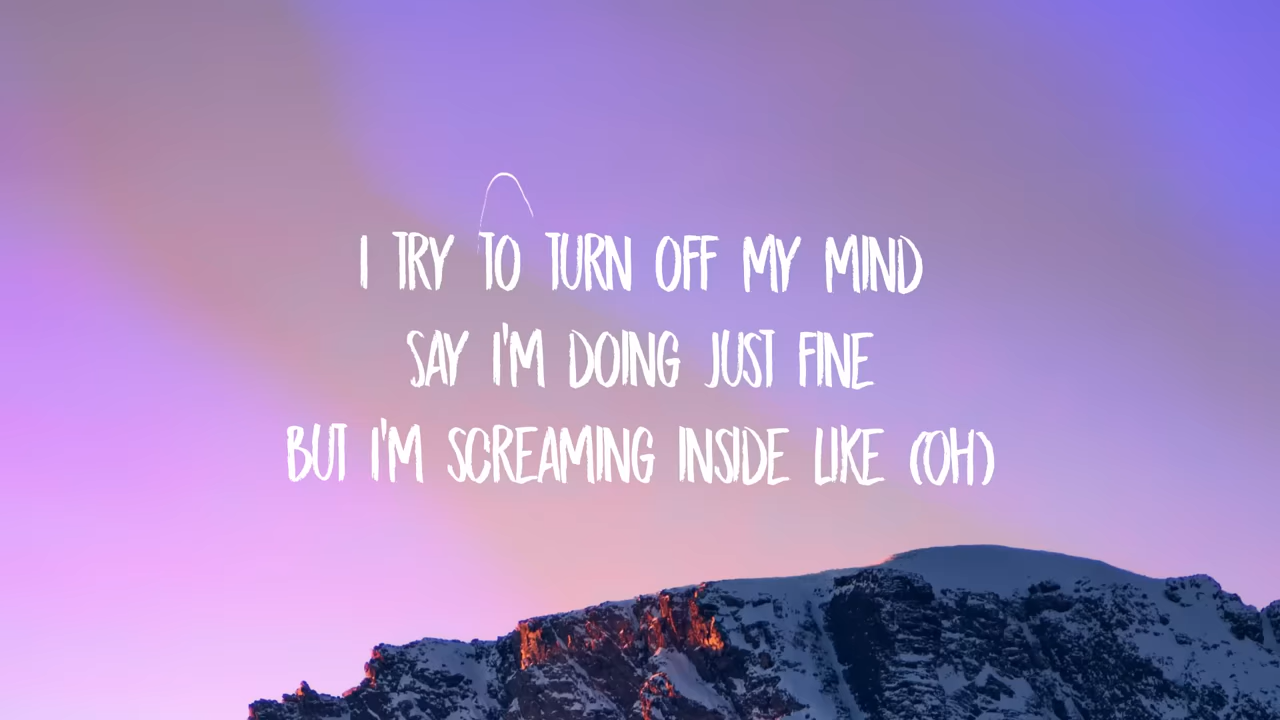 I TRY TO TURN OFF MY MIND
SAY I'M DOING JUST FINE
BUT I'M SCREAMING INSIDE LIKE (OH)